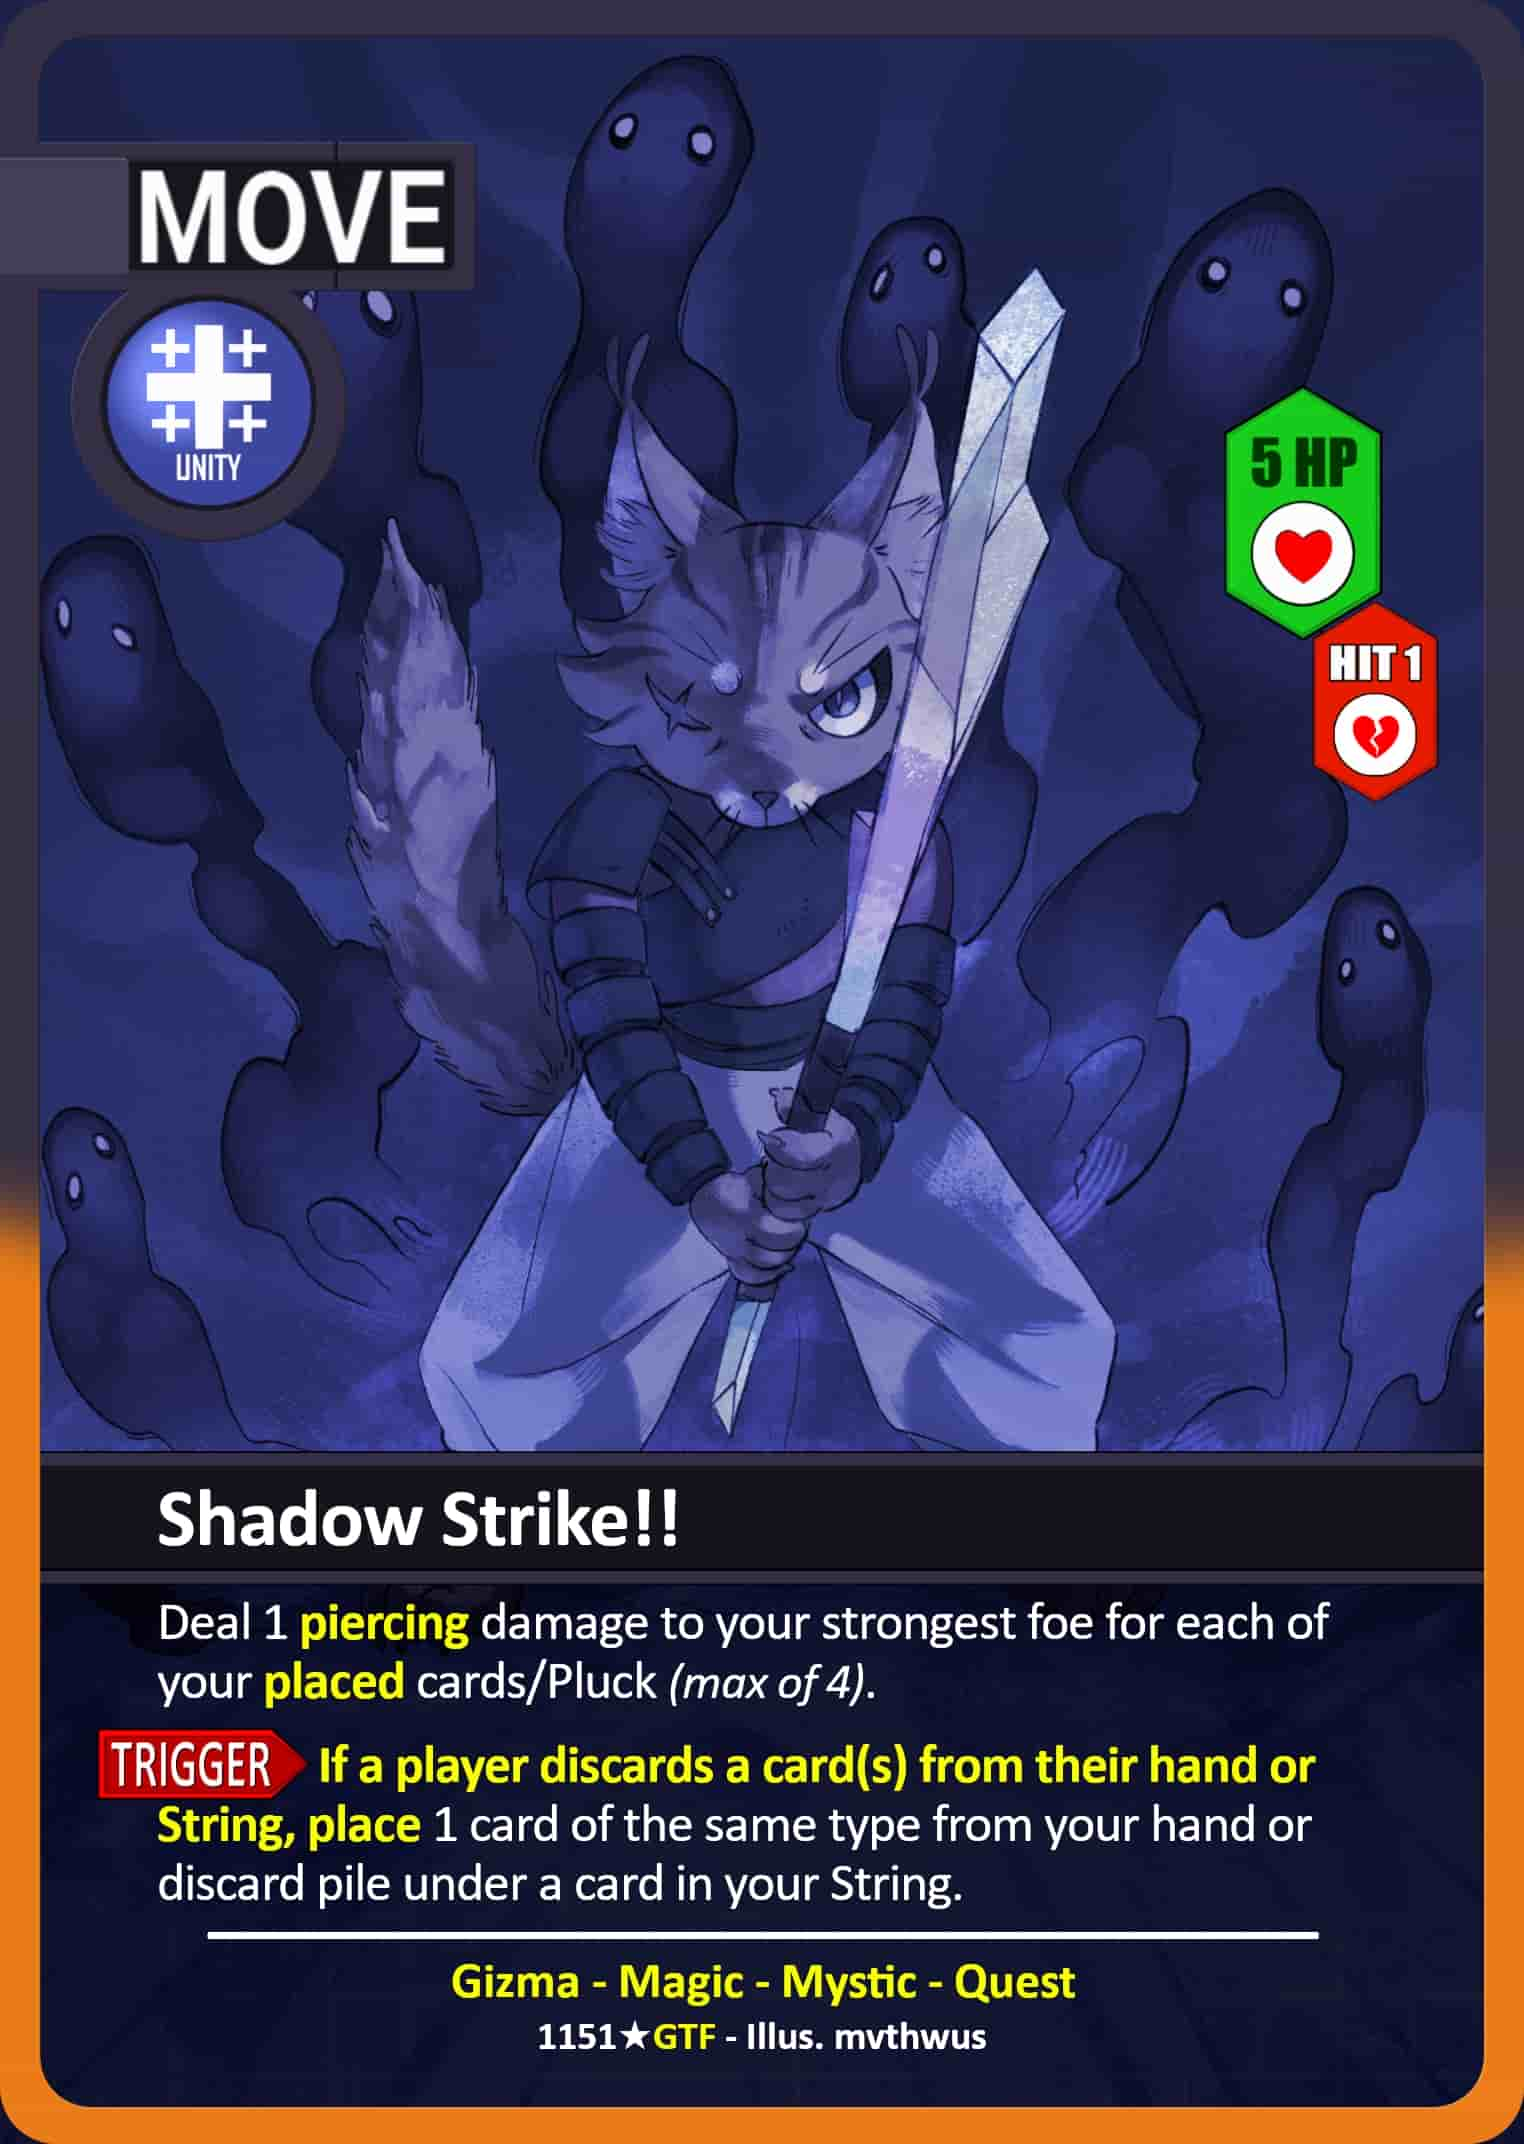 MOVE
UNITY
5 HP
HIT 1
Shadow Strike!!
Deal 1 piercing damage to your strongest foe for each of
your placed cards/Pluck (max of 4).
TRIGGER If a player discards a card(s) from their hand or
String, place 1 card of the same type from your hand or
discard pile under a card in your String.
Gizma - Magic - Mystic - Quest
1151★GTF - Illus. mvthwus